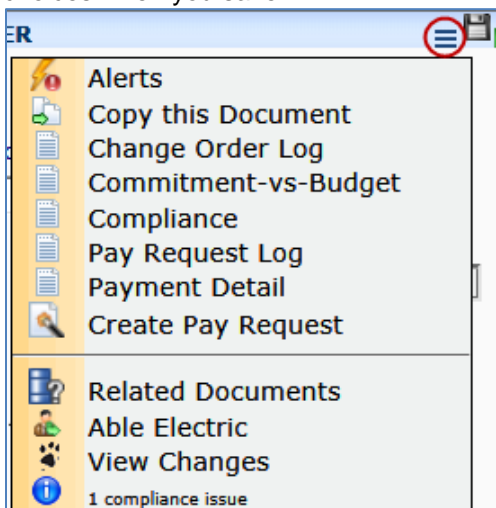 ER
Alerts
Copy this Document
Change Order Log
Commitment-vs-Budget
Compliance
Pay Request Log
Payment Detail
Create Pay Request
Related Documents
Able Electric
View Changes
1 compliance issue